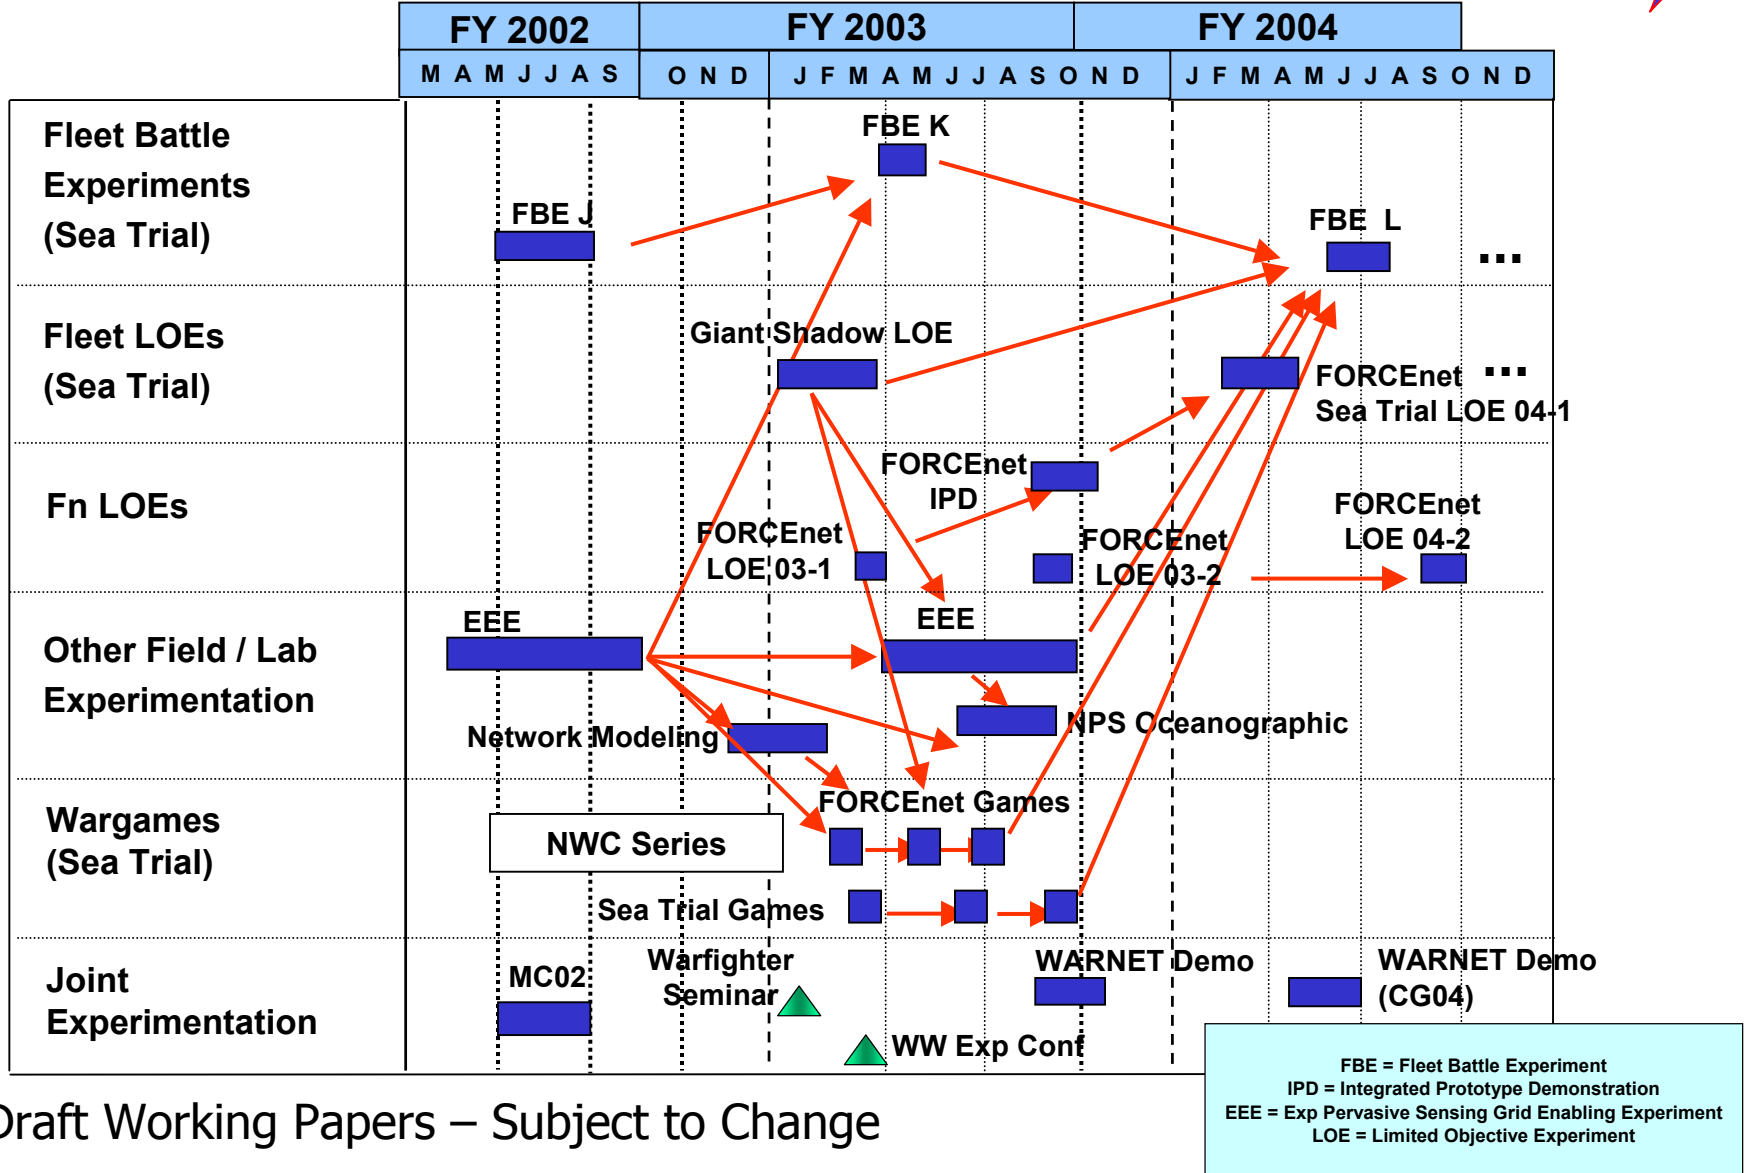 FY 2002 FY 2003 FY 2004
M A M J J A S O N D J F M A M J J A S O N D J F M A M J J A S O N D
Fleet Battle
Experiments
(Sea Trial)
FBE J
FBE K
FBE L
...
Fleet LOEs
(Sea Trial)
Giant Shadow LOE
FORCEnet
Sea Trial LOE 04-1
...
Fn LOEs
FORCEnet
IPD
FORCEnet
LOE 03-1
FORCEnet
LOE 03-2
FORCEnet
LOE 04-2
Other Field / Lab
Experimentation
EEE
EEE
Network Modeling
NPS Oceanographic
Wargames
(Sea Trial)
NWC Series
FORCEnet Games
Sea Trial Games
Joint
Experimentation
MC02
Warfighter
Seminar
WW Exp Conf
WARNET Demo
WARNET Demo
(CG04)
FBE = Fleet Battle Experiment
IPD = Integrated Prototype Demonstration
EEE = Exp Pervasive Sensing Grid Enabling Experiment
LOE = Limited Objective Experiment
Draft Working Papers – Subject to Change